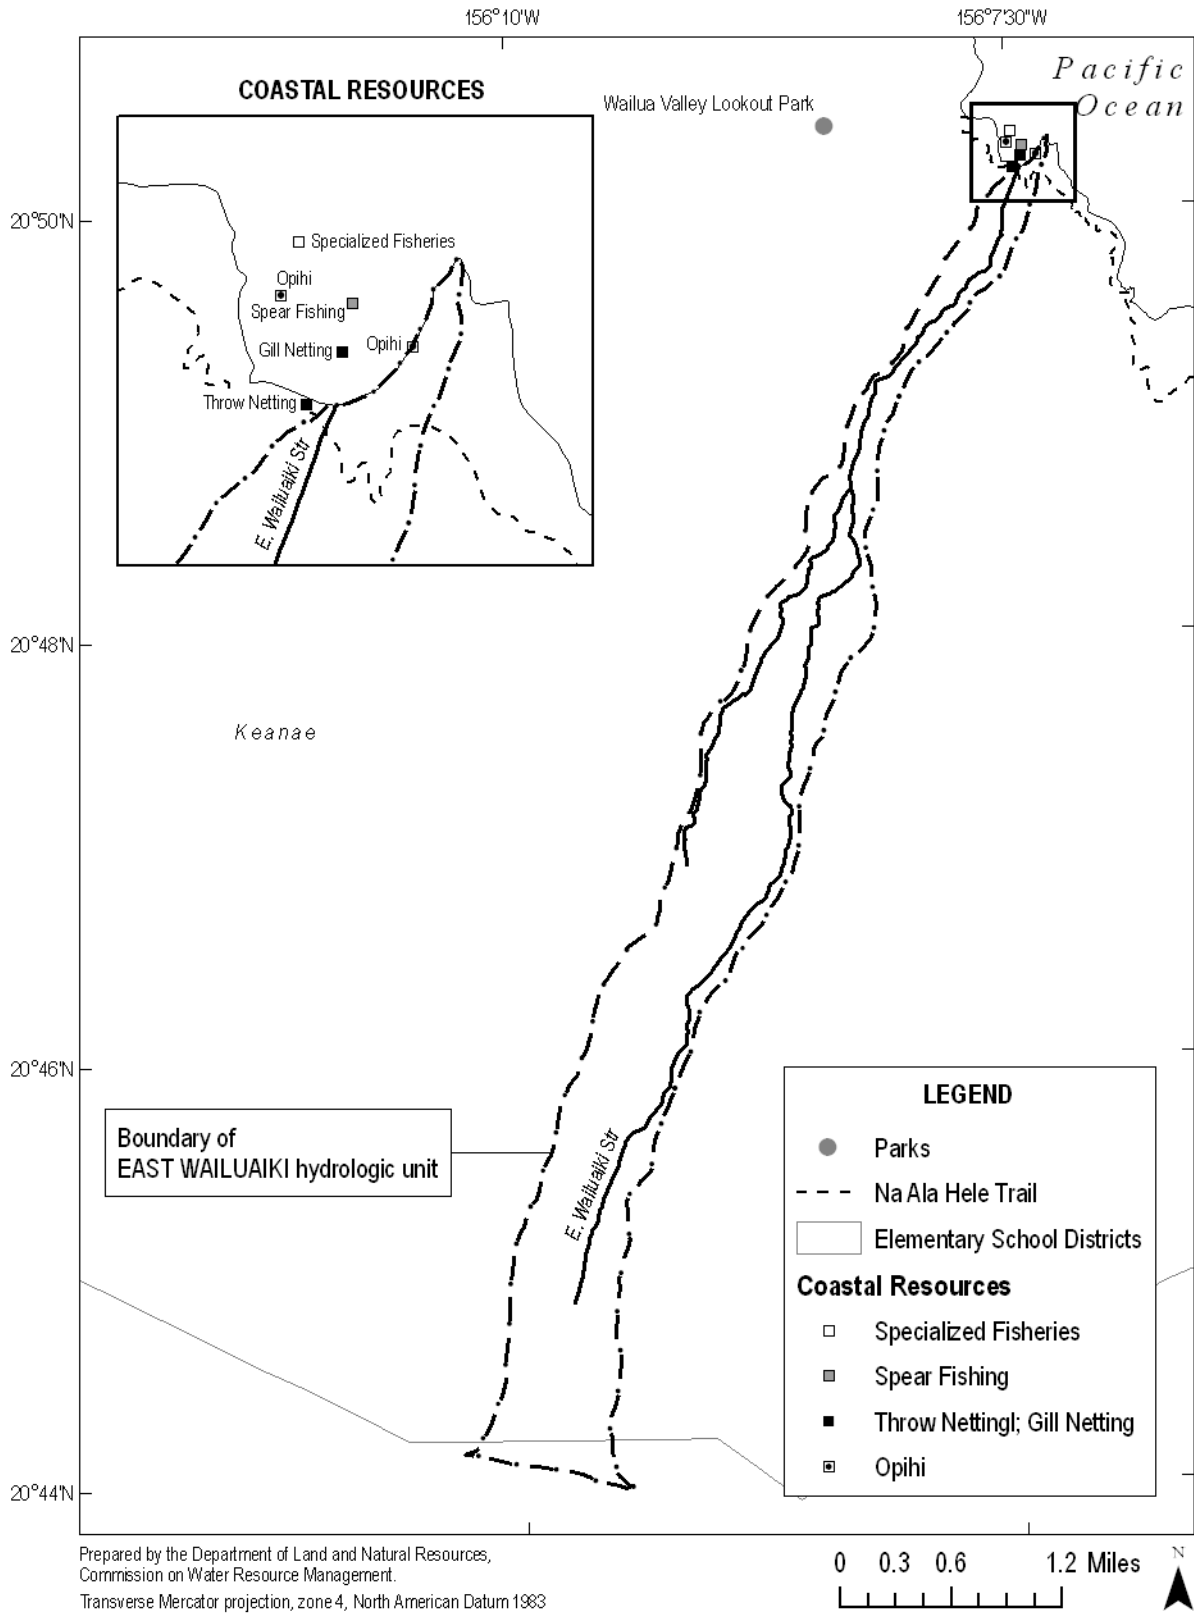 156°10'W
156°7'30"W
Pacific
Ocean
COASTAL RESOURCES
Wailua Valley Lookout Park
20°50'N
Specialized Fisheries
Opihi
Spear Fishing
Gill Netting
Opihi
Throw Netting
E. Wailuaiki Str
20°48'N
Keanae
20°46'N
Boundary of
EAST WAILUAIKI hydrologic unit
E. Wailuaiki Str
LEGEND
Parks
Na Ala Hele Trail
Elementary School Districts
Coastal Resources
Specialized Fisheries
Spear Fishing
Throw Nettingl; Gill Netting
Opihi
20°44'N
Prepared by the Department of Land and Natural Resources,
Commission on Water Resource Management.
Transverse Mercator projection, zone 4, North American Datum 1983
0 0.3 0.6 1.2 Miles
N